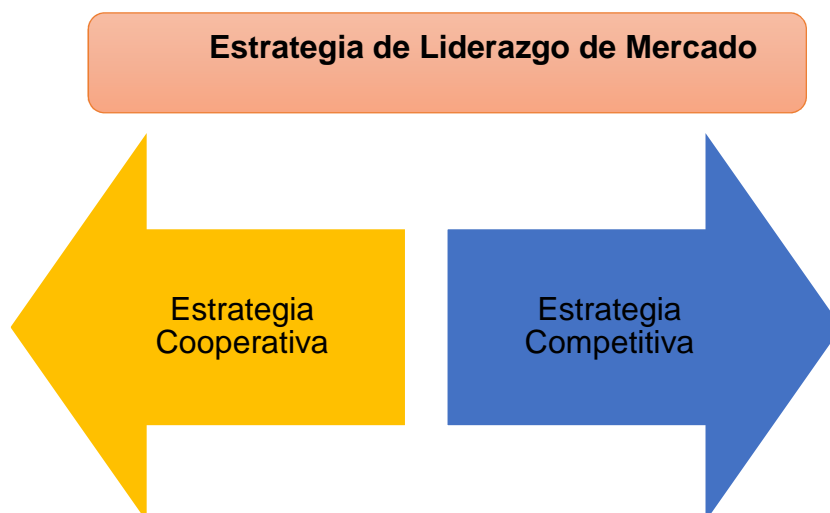 Estrategia de Liderazgo de Mercado
Estrategia
Cooperativa
Estrategia
Competitiva